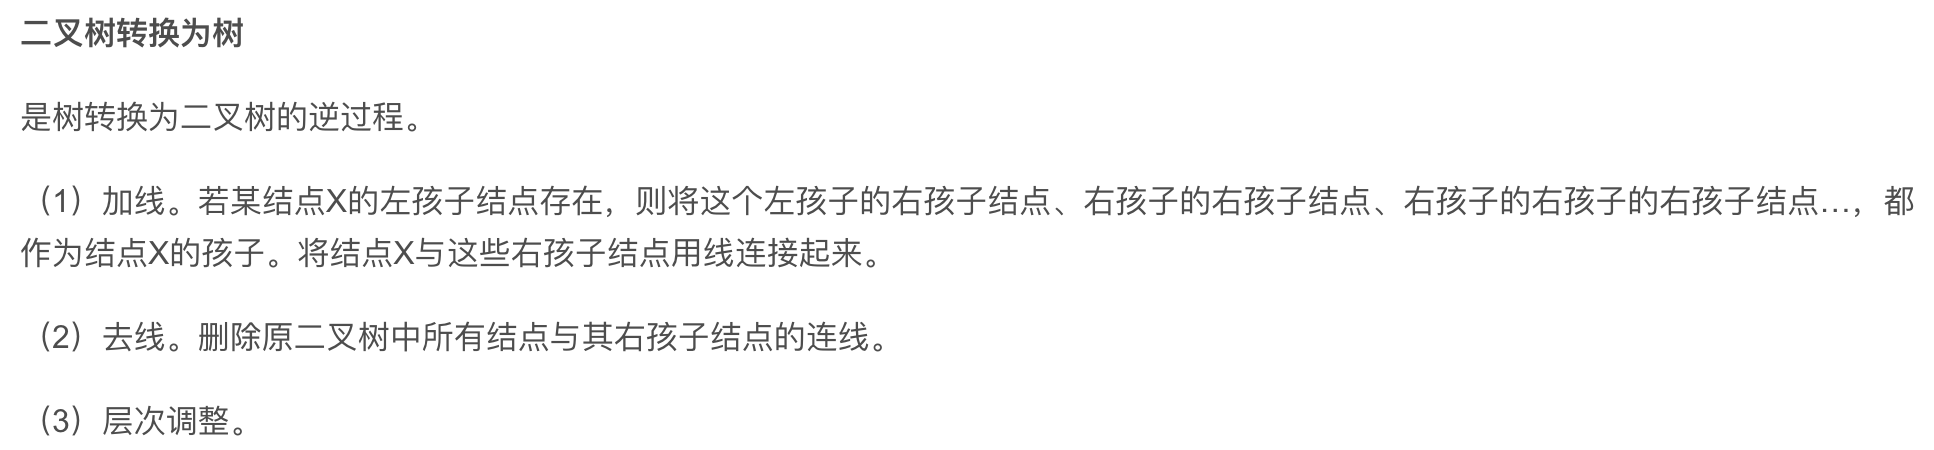 二叉树转换为树
是树转换为二叉树的逆过程。
（1）加线。若某结点X的左孩子结点存在，则将这个左孩子的右孩子结点、右孩子的右孩子结点、右孩子的右孩子的右孩子结点…，都
作为结点X的孩子。将结点X与这些右孩子结点用线连接起来。
（2）去线。删除原二叉树中所有结点与其右孩子结点的连线。
（3）层次调整。